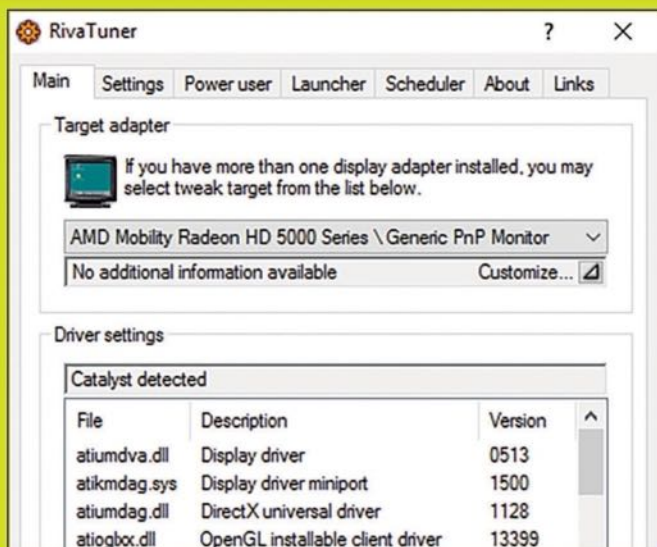 RivaTuner ?
Main Settings Power user Launcher Scheduler About Links
Target adapter
If you have more than one display adapter installed, you may
select tweak target from the list below.
AMD Mobility Radeon HD 5000 Series \ Generic PnP Monitor
No additional information available Customize...
Driver settings
Catalyst detected
File Description Version
atiumdva.dll Display driver 0513
atikmdag.sys Display driver miniport 1500
atiumdag.dll DirectX universal driver 1128
atioglxx.dll OpenGL installable client driver 13399